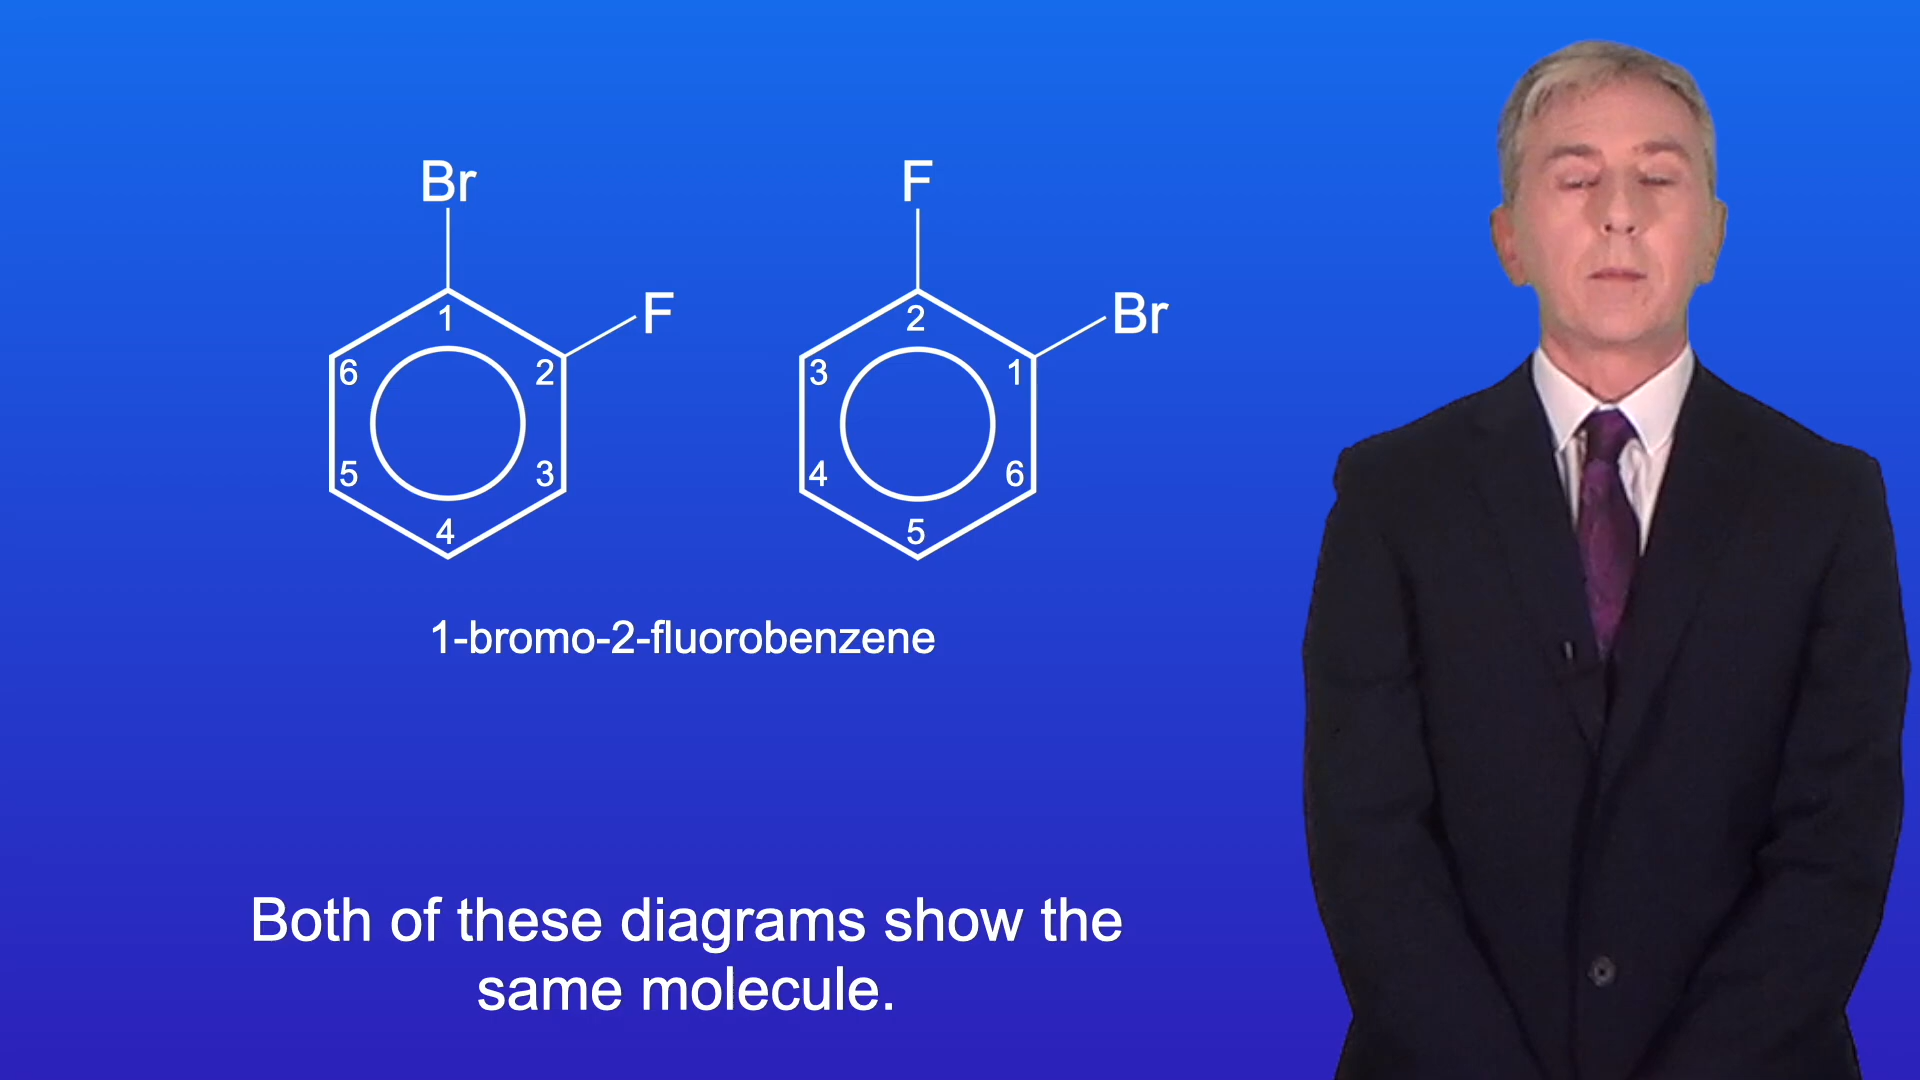 Br
F
1
2
3
4
5
6
F
Br
2
1
6
5
4
3
1-bromo-2-fluorobenzene
Both of these diagrams show the
same molecule.